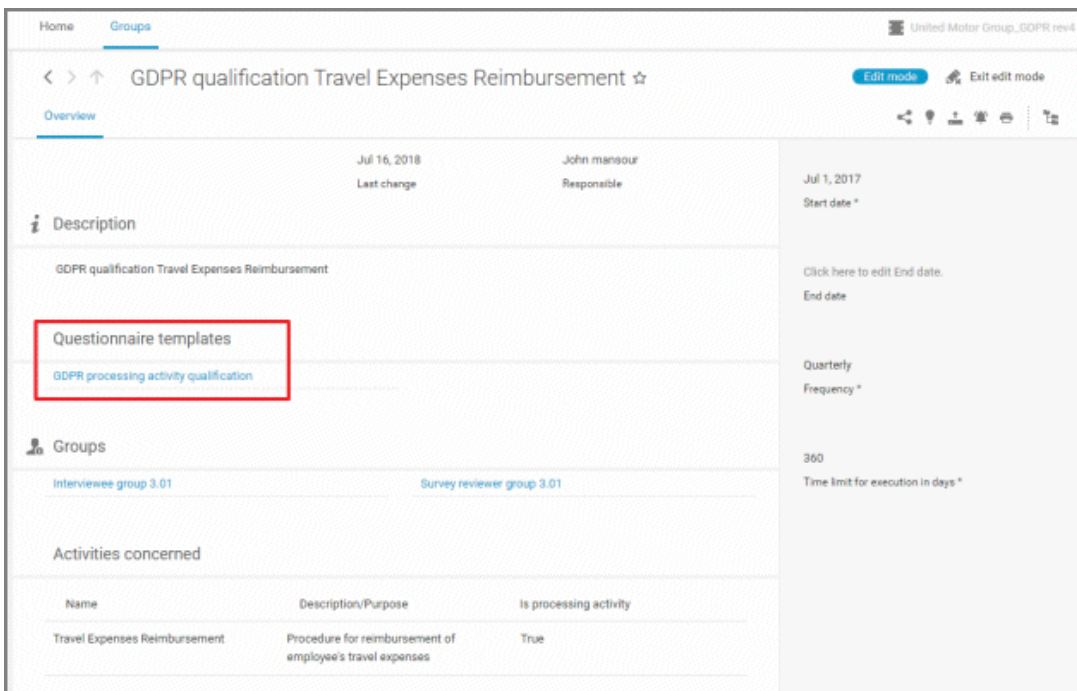 Home Groups United Motor Group_GDPR rev4
GDPR qualification Travel Expenses Reimbursement Edit mode Exit edit mode
Overview
Jul 16, 2018 John mansour
Last change Responsible
Jul 1, 2017
Start date *
Description
GDPR qualification Travel Expenses Reimbursement
Click here to edit End date.
End date
Questionnaire templates
GDPR processing activity qualification
Quarterly
Frequency *
Groups
Interviewee group 3.01 Survey reviewer group 3.01
360
Time limit for execution in days *
Activities concerned
Name Description/Purpose Is processing activity
Travel Expenses Reimbursement Procedure for reimbursement of True
employee's travel expenses